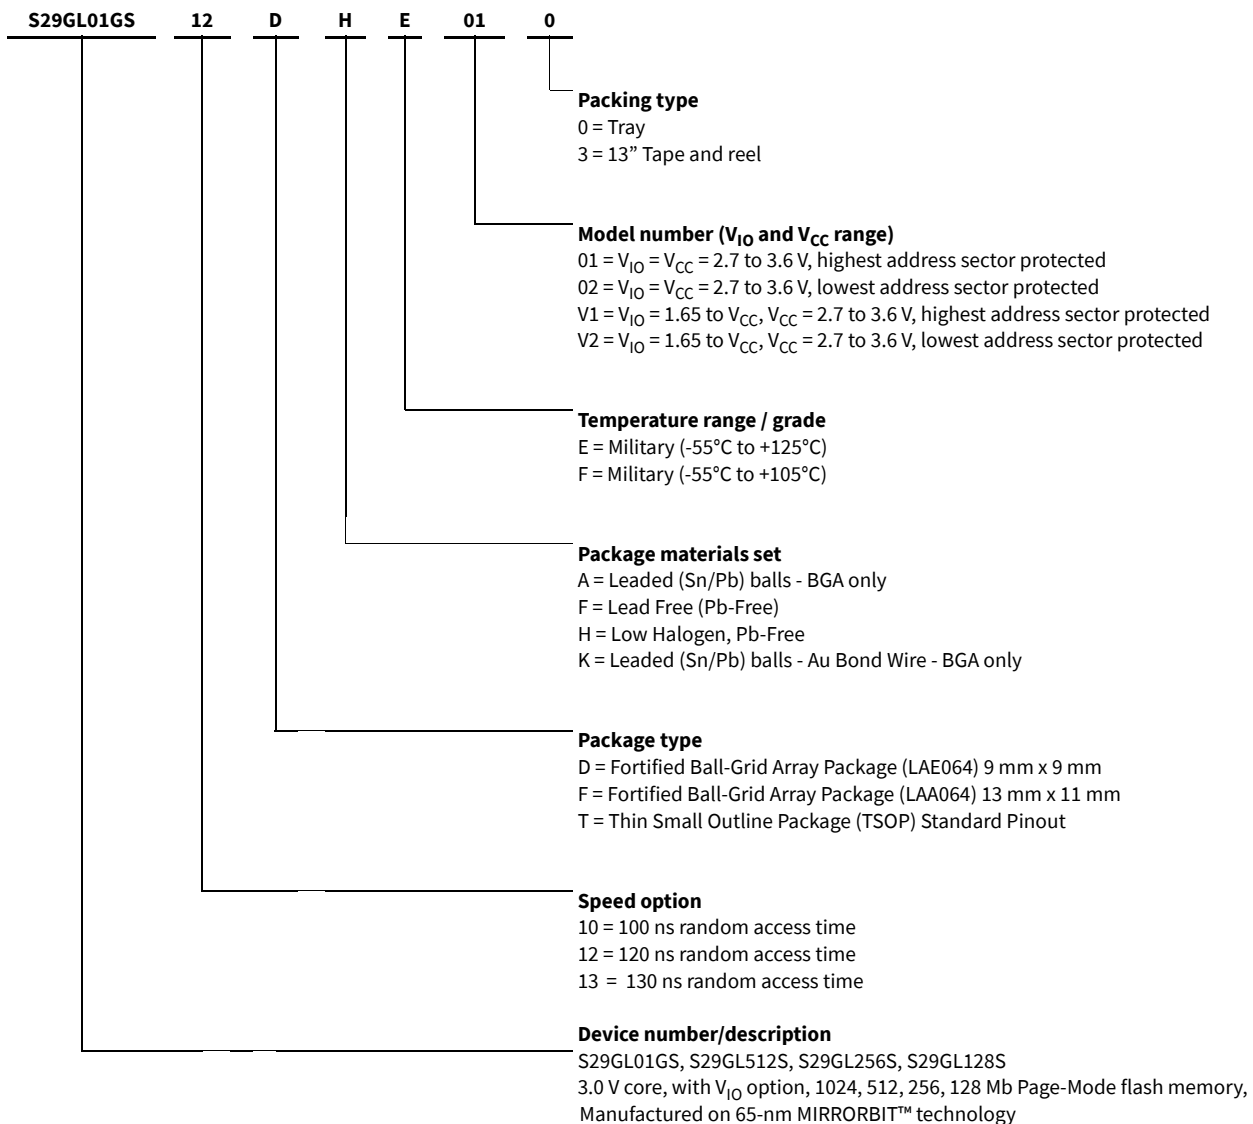 S29GL01GS 12 D H E 01 0
Packing type
0 = Tray
3 = 13” Tape and reel
Model number (VIO and VCC range)
01 = VIO = VCC = 2.7 to 3.6 V, highest address sector protected
02 = VIO = VCC = 2.7 to 3.6 V, lowest address sector protected
V1 = VIO = 1.65 to VCC, VCC = 2.7 to 3.6 V, highest address sector protected
V2 = VIO = 1.65 to VCC, VCC = 2.7 to 3.6 V, lowest address sector protected
Temperature range / grade
E = Military (-55°C to +125°C)
F = Military (-55°C to +105°C)
Package materials set
A = Leaded (Sn/Pb) balls - BGA only
F = Lead Free (Pb-Free)
H = Low Halogen, Pb-Free
K = Leaded (Sn/Pb) balls - Au Bond Wire - BGA only
Package type
D = Fortified Ball-Grid Array Package (LAE064) 9 mm x 9 mm
F = Fortified Ball-Grid Array Package (LAA064) 13 mm x 11 mm
T = Thin Small Outline Package (TSOP) Standard Pinout
Speed option
10 = 100 ns random access time
12 = 120 ns random access time
13 = 130 ns random access time
Device number/description
S29GL01GS, S29GL512S, S29GL256S, S29GL128S
3.0 V core, with VIO option, 1024, 512, 256, 128 Mb Page-Mode flash memory,
Manufactured on 65-nm MIRRORBIT™ technology